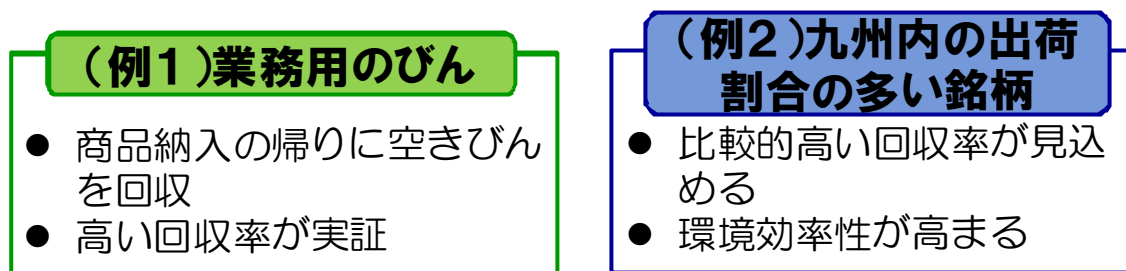 （例１）業務用のびん
● 商品納入の帰りに空きびん
を回収
● 高い回収率が実証
（例２）九州内の出荷
割合の多い銘柄
● 比較的高い回収率が見込
める
● 環境効率性が高まる